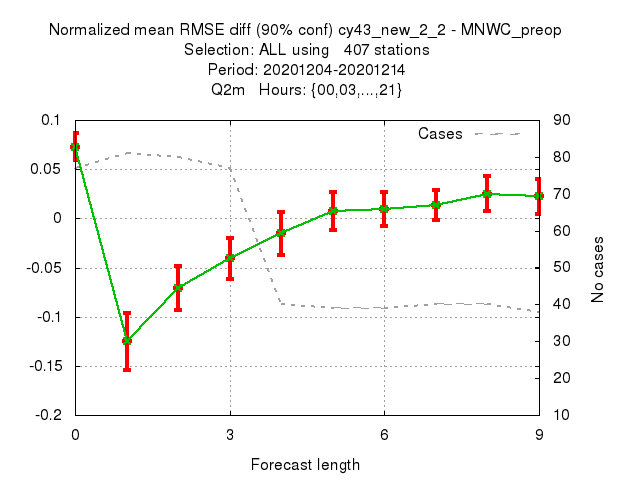 Normalized mean RMSE diff (90% conf) cy43_new_2_2 - MNWC_preop
Selection: ALL using   407 stations
Period: 20201204-20201214
Q2m   Hours: {00,03,...,21}
Cases
0.1
0.05
0
-0.05
-0.1
-0.15
-0.2
90
80
70
60
50
40
30
20
10
No cases
0 3 6 9
Forecast length